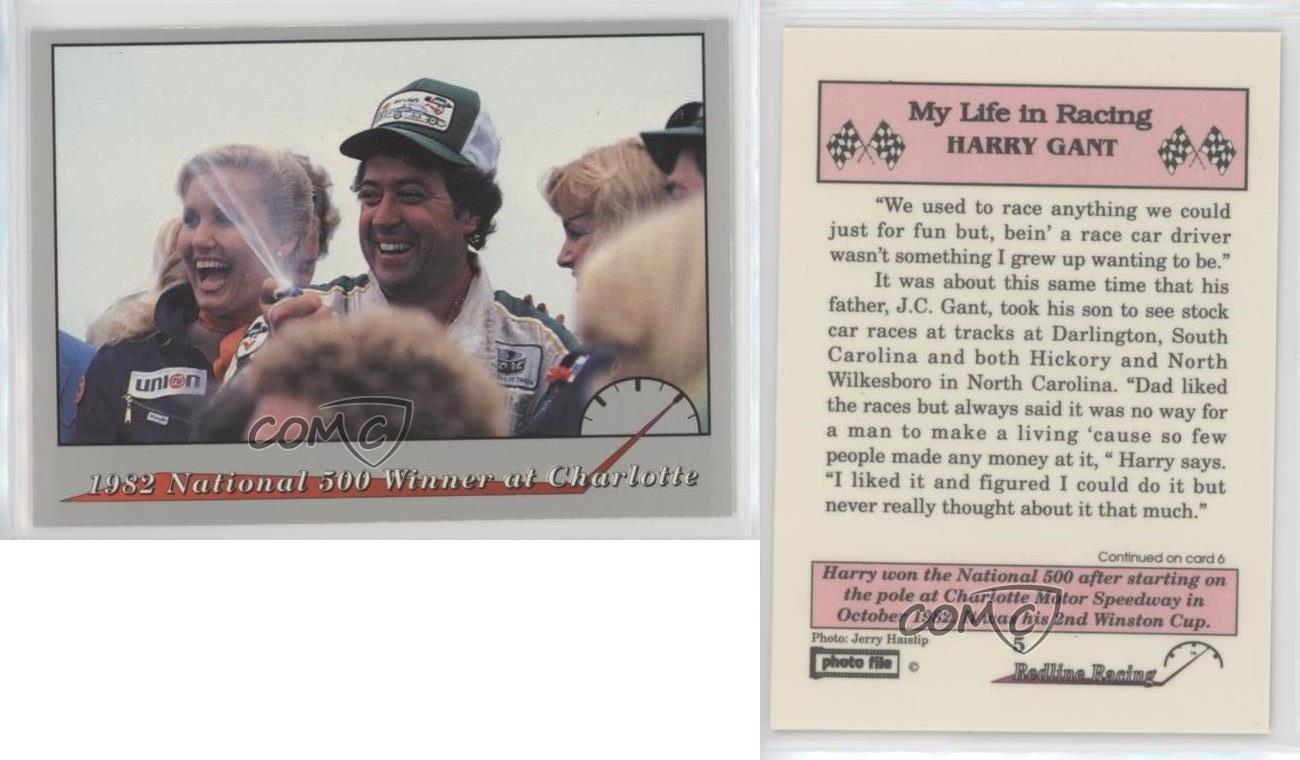 union
COMC
1982 National 500 Winner at Charlotte
My Life in Racing
HARRY GANT
“We used to race anything we could
just for fun but, bein’ a race car driver
wasn’t something I grew up wanting to be.”
It was about this same time that his
father, J.C. Gant, took his son to see stock
car races at tracks at Darlington, South
Carolina and both Hickory and North
Wilkesboro in North Carolina. “Dad liked
the races but always said it was no way for
a man to make a living ‘cause so few
people made any money at it, “ Harry says.
“I liked it and figured I could do it but
never really thought about it that much.”
Continued on card 6
Harry won the National 500 after starting on
the pole at Charlotte Motor Speedway in
October 1982. It was his 2nd Winston Cup.
COMC
Photo: Jerry Haislip
5
photo file ©
Redline Racing